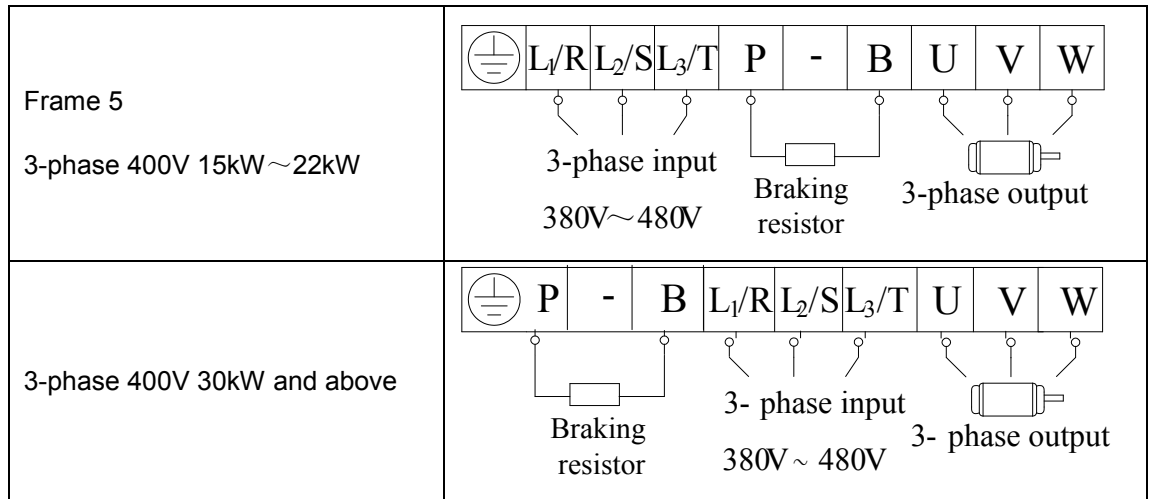 Frame 5
3-phase 400V 15kW～22kW
L1/R L2/S L3/T P - B U V W
3-phase input
380V～480V
Braking
resistor
3-phase output
3-phase 400V 30kW and above
P - B L1/R L2/S L3/T U V W
Braking
resistor
3- phase input
380V ~ 480V
3- phase output